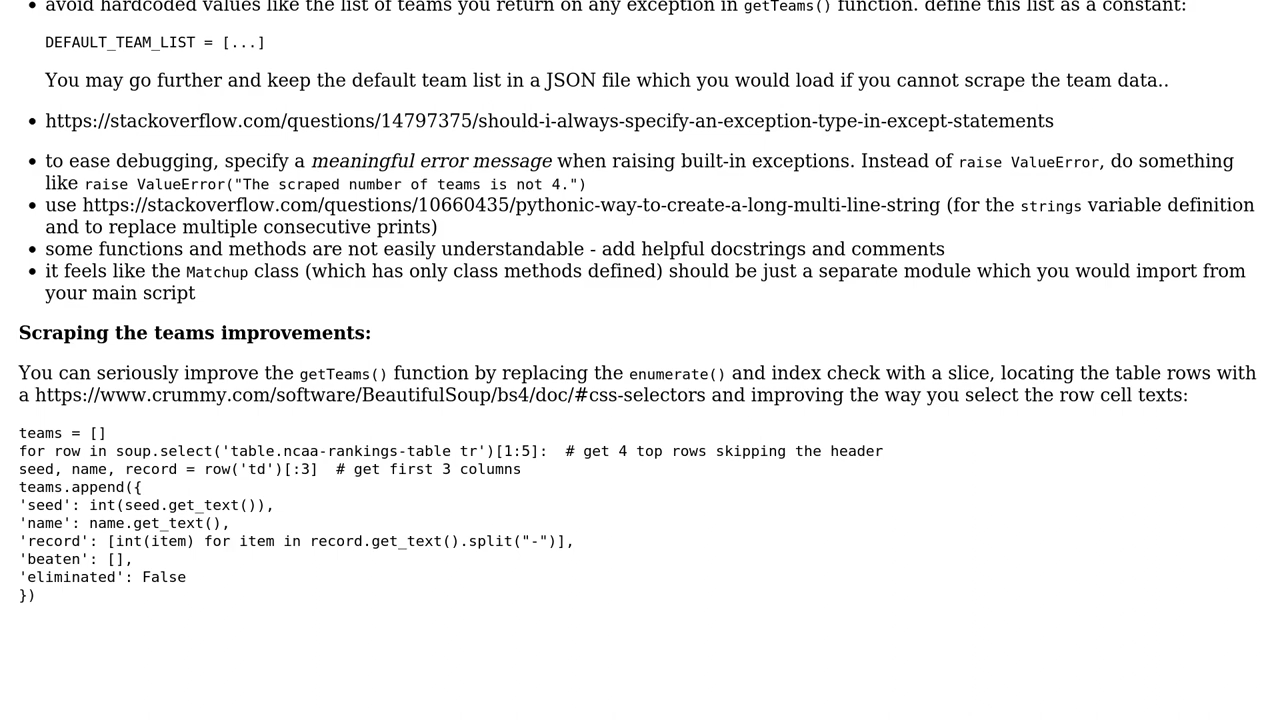 avoid hardcoded values like the list of teams you return on any exception in getTeams() function. define this list as a constant:
DEFAULT_TEAM_LIST = [...]
You may go further and keep the default team list in a JSON file which you would load if you cannot scrape the team data..
https://stackoverflow.com/questions/14797375/should-i-always-specify-an-exception-type-in-except-statements
to ease debugging, specify a meaningful error message when raising built-in exceptions. Instead of raise ValueError, do something
like raise ValueError("The scraped number of teams is not 4.")
use https://stackoverflow.com/questions/10660435/pythonic-way-to-create-a-long-multi-line-string (for the strings variable definition
and to replace multiple consecutive prints)
some functions and methods are not easily understandable - add helpful docstrings and comments
it feels like the Matchup class (which has only class methods defined) should be just a separate module which you would import from
your main script
Scraping the teams improvements:
You can seriously improve the getTeams() function by replacing the enumerate() and index check with a slice, locating the table rows with
a https://www.crummy.com/software/BeautifulSoup/bs4/doc/#css-selectors and improving the way you select the row cell texts:
teams = []
for row in soup.select('table.ncaa-rankings-table tr')[1:5]:  # get 4 top rows skipping the header
seed, name, record = row('td')[:3]  # get first 3 columns
teams.append({
'seed': int(seed.get_text()),
'name': name.get_text(),
'record': [int(item) for item in record.get_text().split("-")],
'beaten': [],
'eliminated': False
})